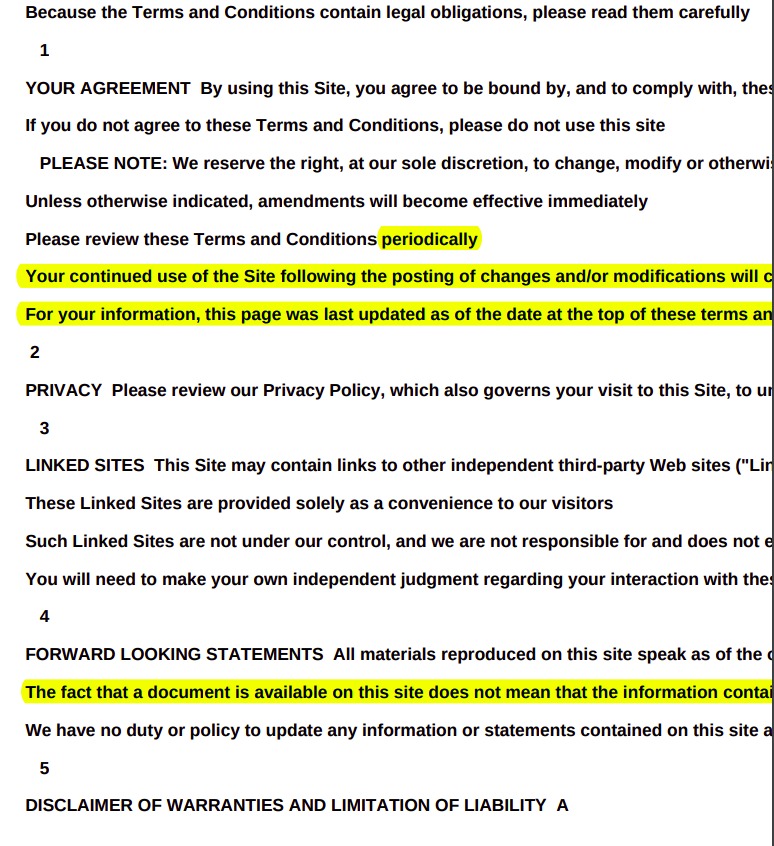 Because the Terms and Conditions contain legal obligations, please read them carefully
1
YOUR AGREEMENT By using this Site, you agree to be bound by, and to comply with,
If you do not agree to these Terms and Conditions, please do not use this site
PLEASE NOTE: We reserve the right, at our sole discretion, to change, modify or
Unless otherwise indicated, amendments will become effective immediately
Please review these Terms and Conditions periodically
Your continued use of the Site following the posting of changes and/or modifications will
For your information, this page was last updated as of the date at the top of these terms
2
PRIVACY Please review our Privacy Policy, which also governs your visit to this Site, to
3
LINKED SITES This Site may contain links to other independent third-party Web sites
These Linked Sites are provided solely as a convenience to our visitors
Such Linked Sites are not under our control, and we are not responsible for and does not
You will need to make your own independent judgment regarding your interaction with
4
FORWARD LOOKING STATEMENTS All materials reproduced on this site speak as of the
The fact that a document is available on this site does not mean that the information
We have no duty or policy to update any information or statements contained on this site
5
DISCLAIMER OF WARRANTIES AND LIMITATION OF LIABILITY A